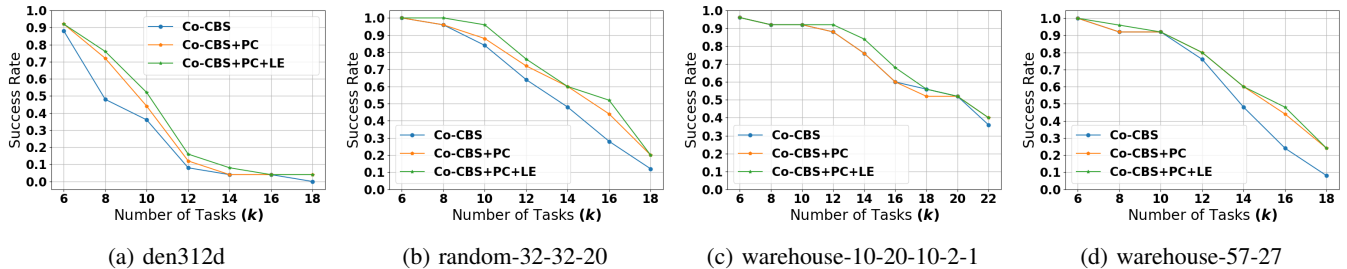 1.0
0.9
0.8
0.7
0.6
0.5
0.4
0.3
0.2
0.1
0.0
Success Rate
Co-CBS
Co-CBS+PC
Co-CBS+PC+LE
6 8 10 12 14 16 18
Number of Tasks (k)
(a) den312d
1.0
0.9
0.8
0.7
0.6
0.5
0.4
0.3
0.2
0.1
0.0
Success Rate
Co-CBS
Co-CBS+PC
Co-CBS+PC+LE
6 8 10 12 14 16 18
Number of Tasks (k)
(b) random-32-32-20
1.0
0.9
0.8
0.7
0.6
0.5
0.4
0.3
0.2
0.1
0.0
Success Rate
Co-CBS
Co-CBS+PC
Co-CBS+PC+LE
6 8 10 12 14 16 18 20 22
Number of Tasks (k)
(c) warehouse-10-20-10-2-1
1.0
0.9
0.8
0.7
0.6
0.5
0.4
0.3
0.2
0.1
0.0
Success Rate
Co-CBS
Co-CBS+PC
Co-CBS+PC+LE
6 8 10 12 14 16 18
Number of Tasks (k)
(d) warehouse-57-27